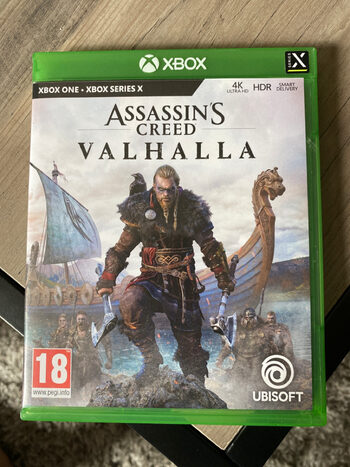 XBOX
XBOX ONE • XBOX SERIES X
4K
ULTRA HD
HDR
SMART
DELIVERY
SERIES
X
ASSASSIN'S
CREED
VALHALLA
18
www.pegi.info
UBISOFT